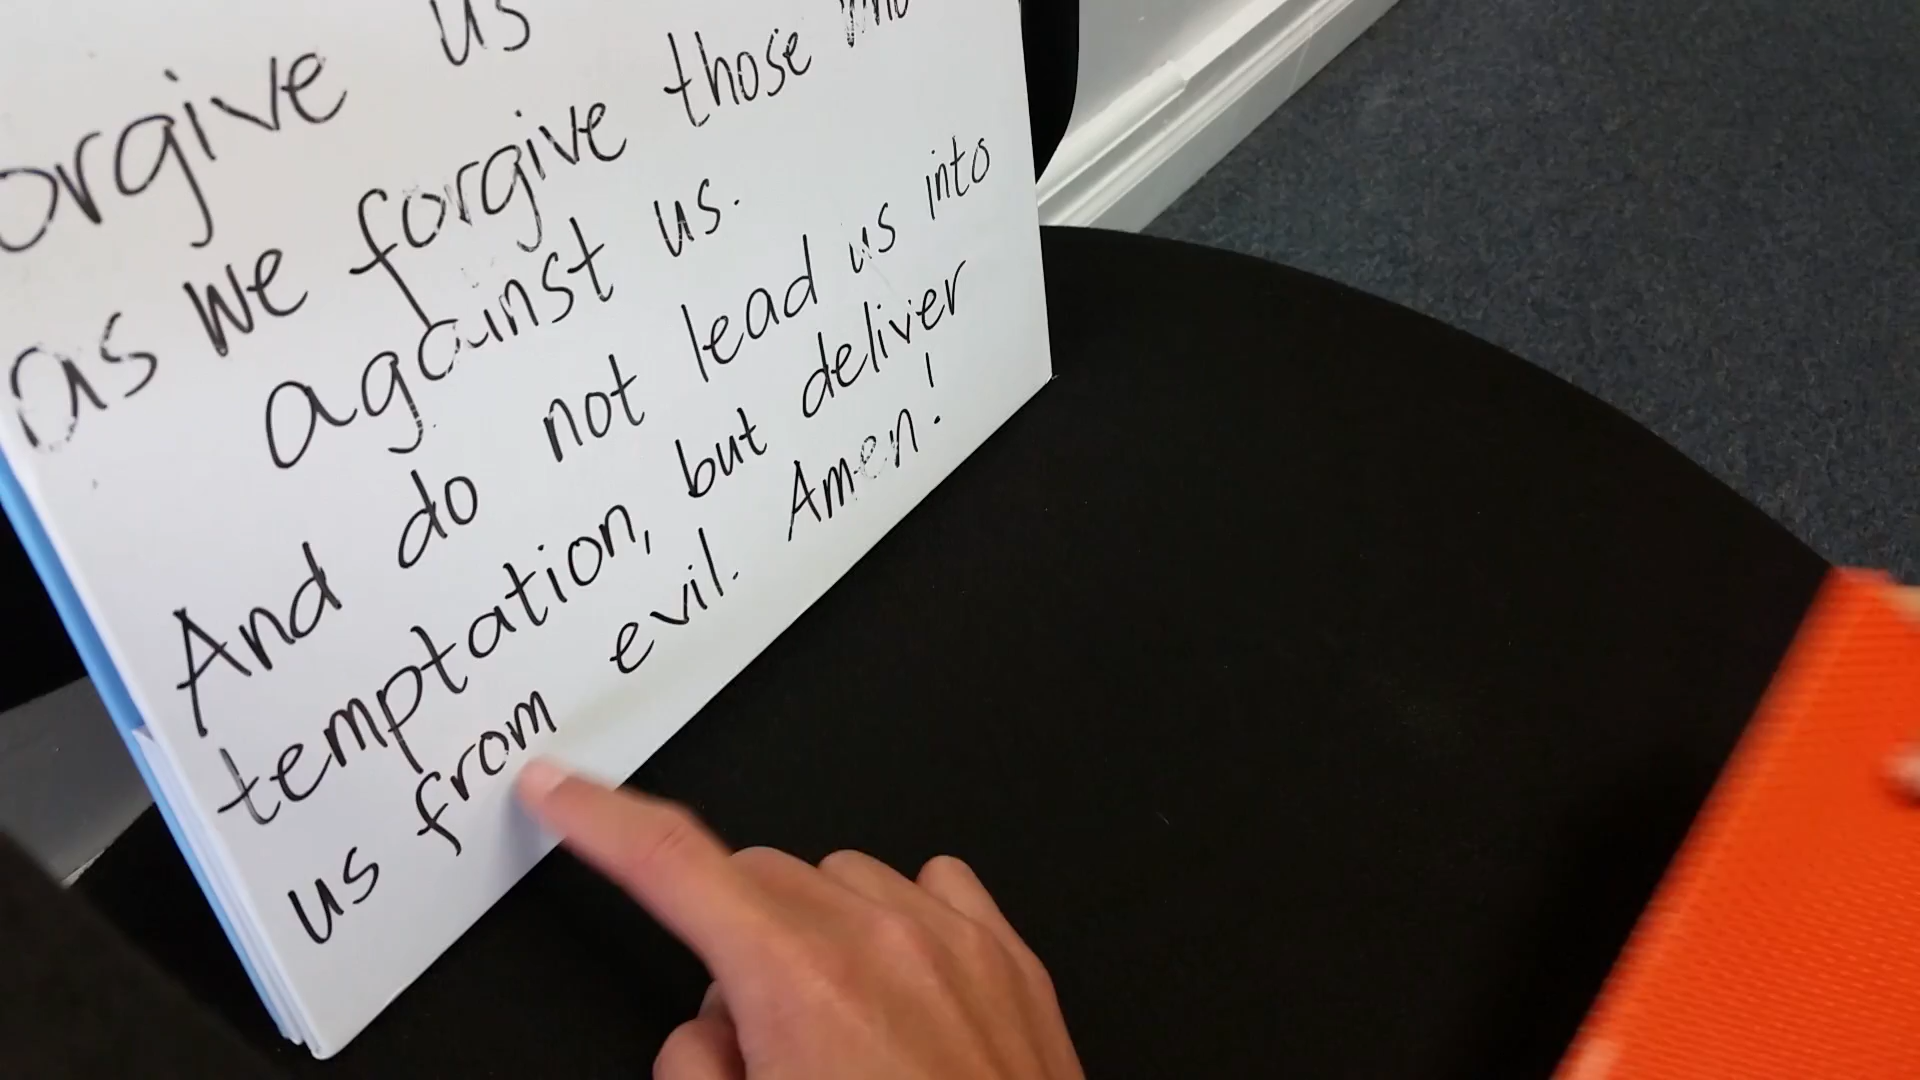 orgive us
as we forgive those who
against us.
And do not lead us into
temptation, but deliver
us from evil. Amen!